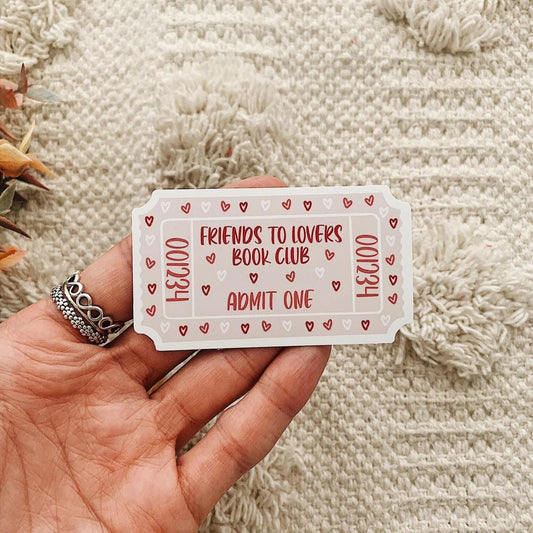 001234
FRIENDS TO LOVERS
BOOK CLUB
ADMIT ONE
001234